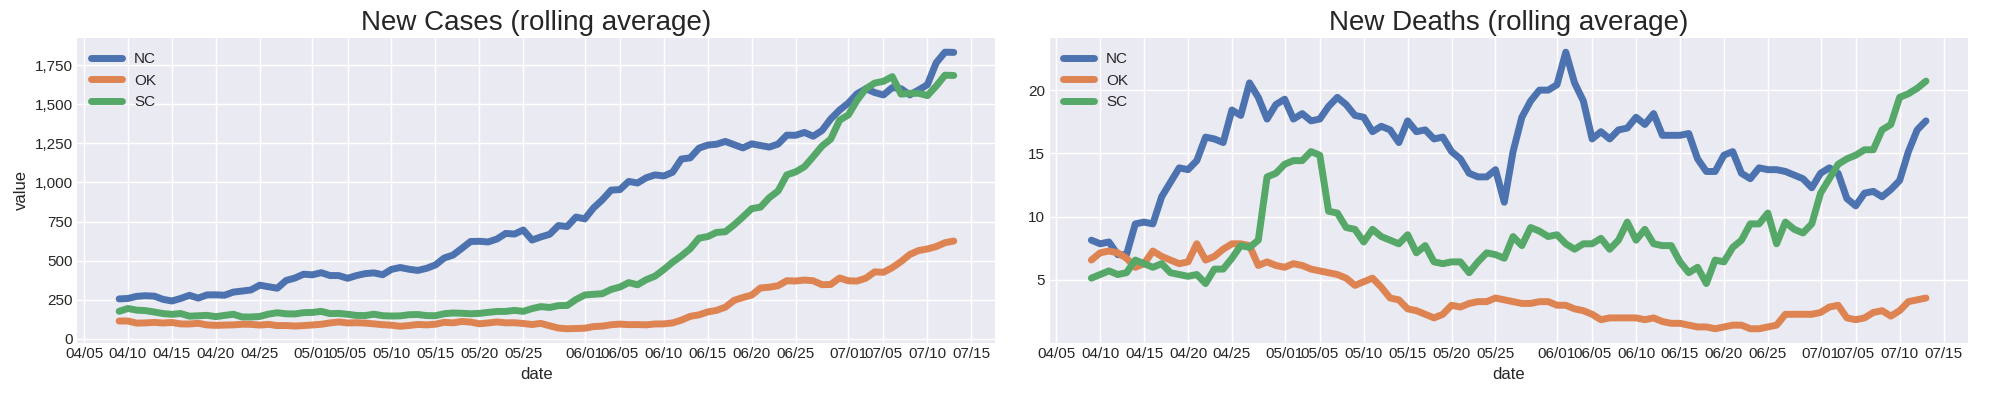 New Cases (rolling average)
NC
OK
SC
value
1,750
1,500
1,250
1,000
750
500
250
0
04/05 04/10 04/15 04/20 04/25 05/01 05/05 05/10 05/15 05/20 05/25 06/01 06/05 06/10 06/15 06/20 06/25 07/01 07/05 07/10 07/15
date
New Deaths (rolling average)
NC
OK
SC
20
15
10
5
04/05 04/10 04/15 04/20 04/25 05/01 05/05 05/10 05/15 05/20 05/25 06/01 06/05 06/10 06/15 06/20 06/25 07/01 07/05 07/10 07/15
date